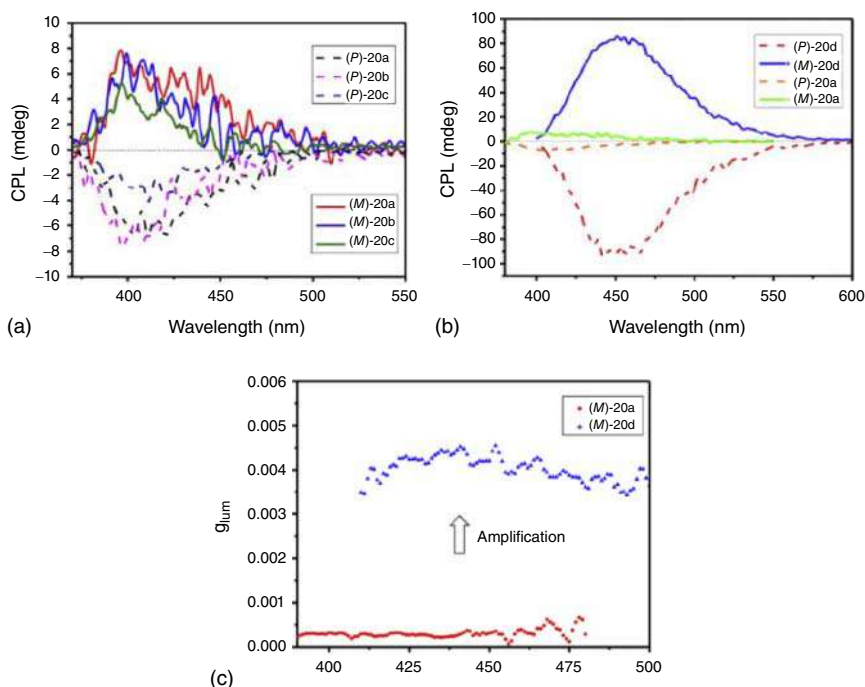 CPL (mdeg)
8
6
4
2
0
−2
−4
−6
−8
−10
400
450
500
550
(P)-20a
(P)-20b
(P)-20c
(M)-20a
(M)-20b
(M)-20c
Wavelength (nm)
(a)
CPL (mdeg)
100
80
60
40
20
0
−20
−40
−60
−80
−100
400
450
500
550
600
(P)-20d
(M)-20d
(P)-20a
(M)-20a
Wavelength (nm)
(b)
glum
0.006
0.005
0.004
0.003
0.002
0.001
0.000
400
425
450
475
500
(M)-20a
(M)-20d
Amplification
(c)